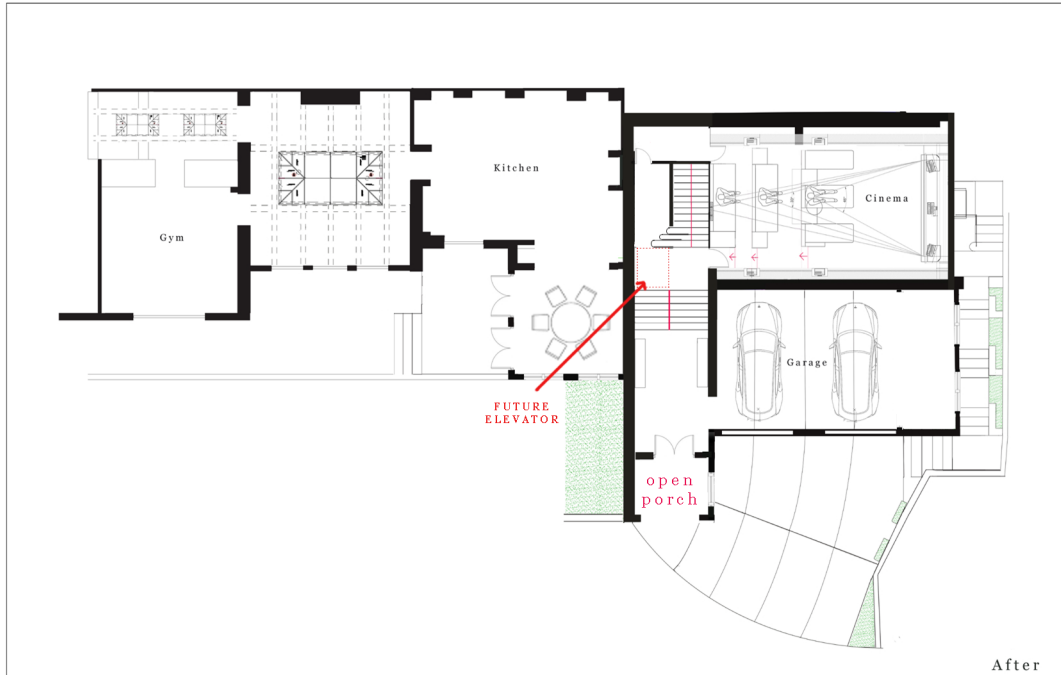 Kitchen
Cinema
Gym
Garage
FUTURE
ELEVATOR
open
porch
After